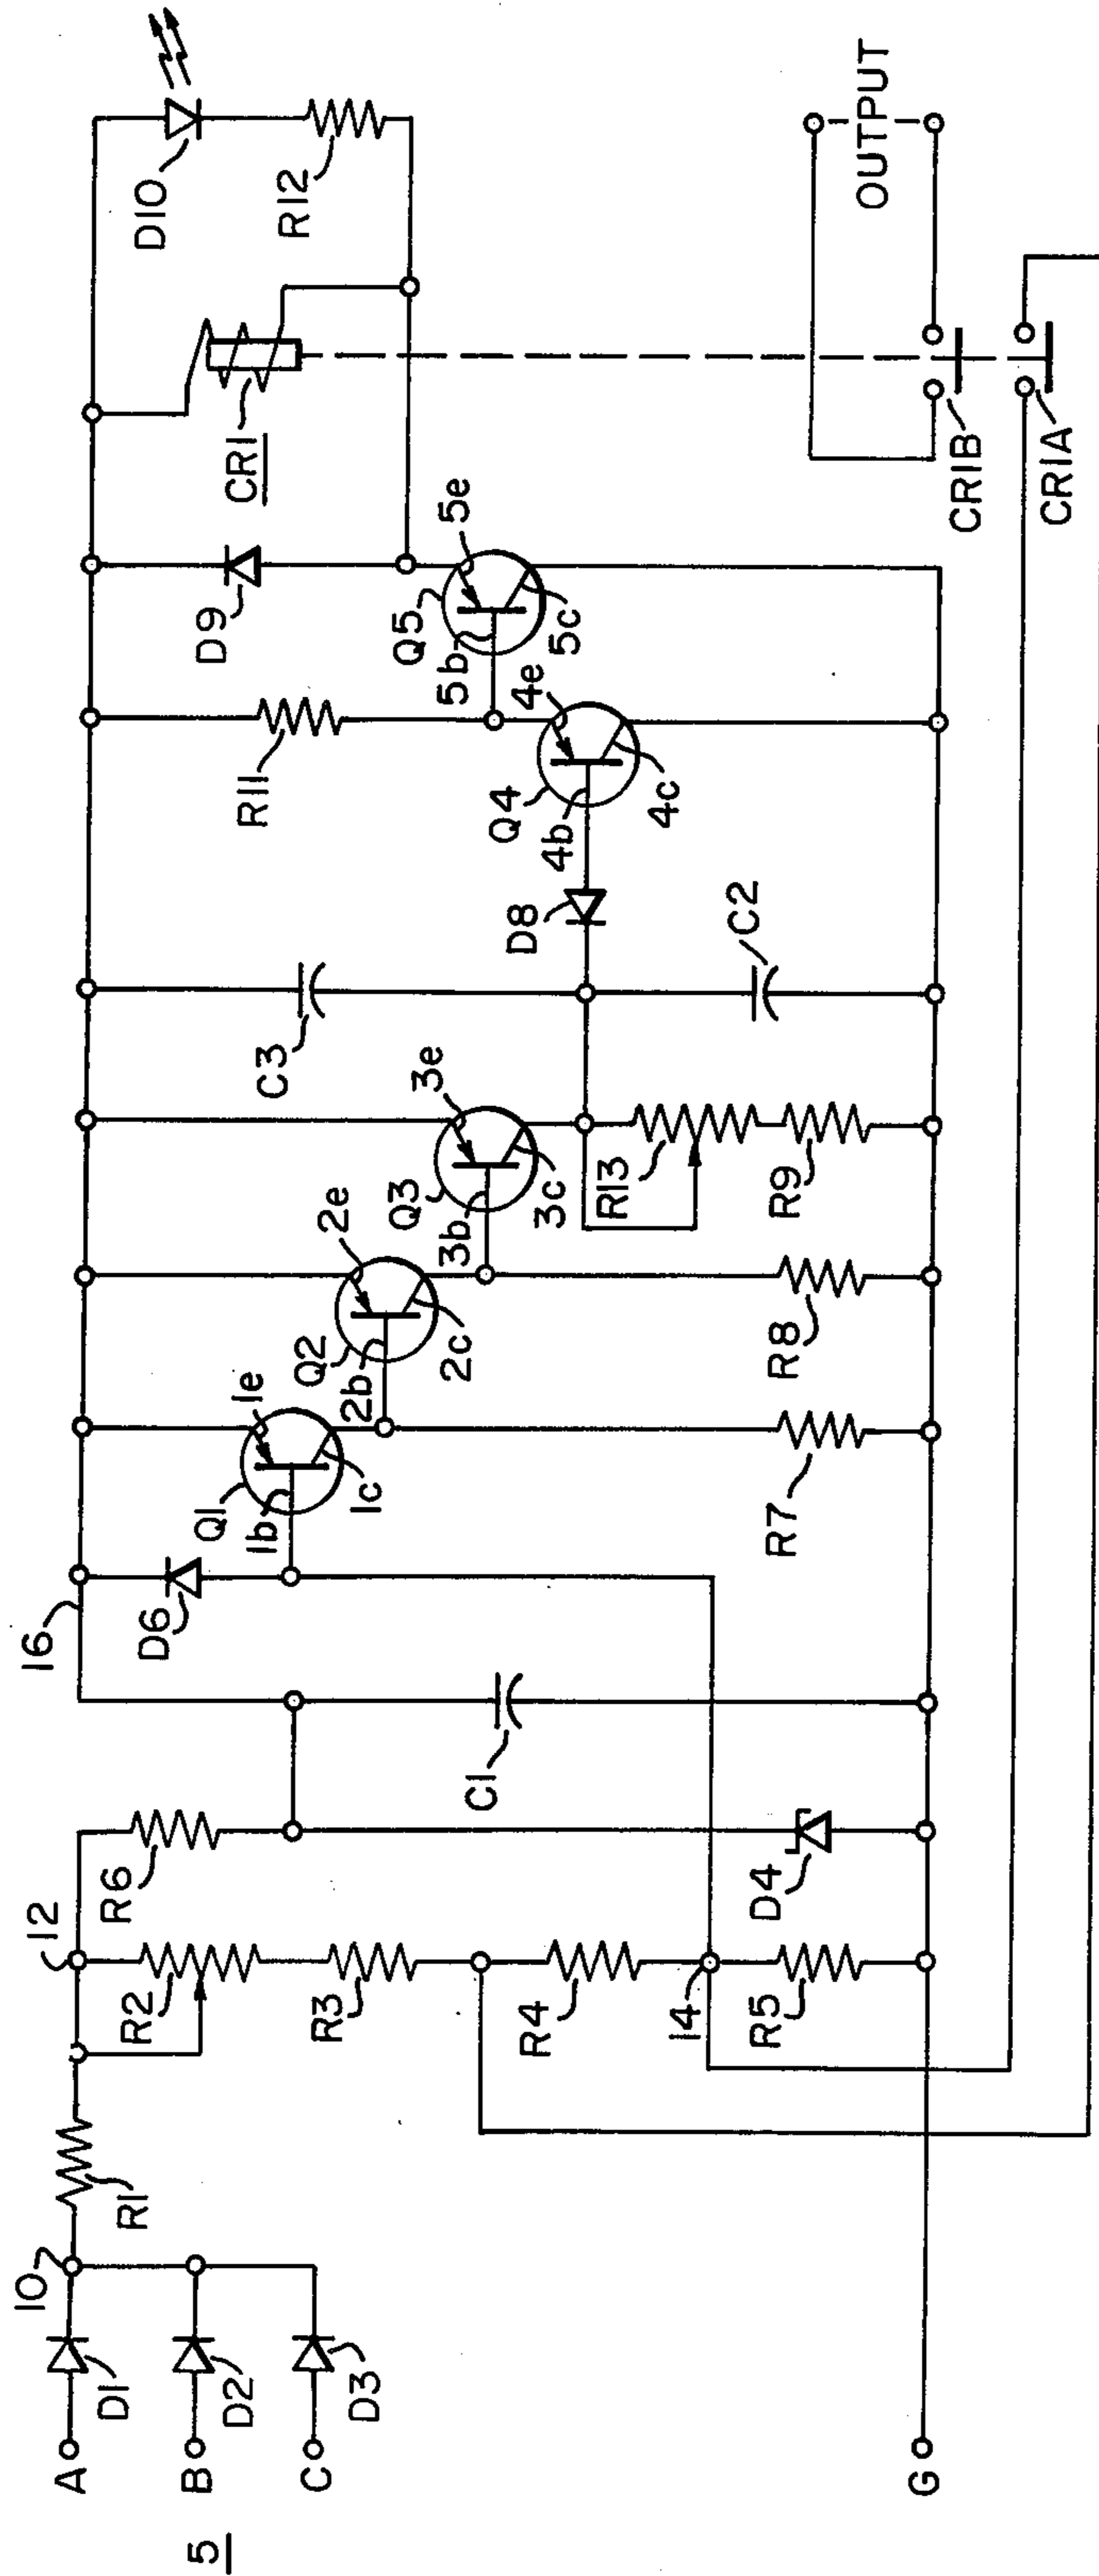 5
A
B
C
G
D1
D2
D3
10
R1
12
R2
R3
R4
14
R5
R6
D4
C1
16
D6
Q1
1b
1e
1c
R7
Q2
2b
2e
2c
R8
Q3
3b
3e
3c
R13
R9
C3
C2
D8
R11
Q4
4b
4e
4c
D9
Q5
5b
5e
5c
CR1
D10
R12
OUTPUT
CR1B
CR1A